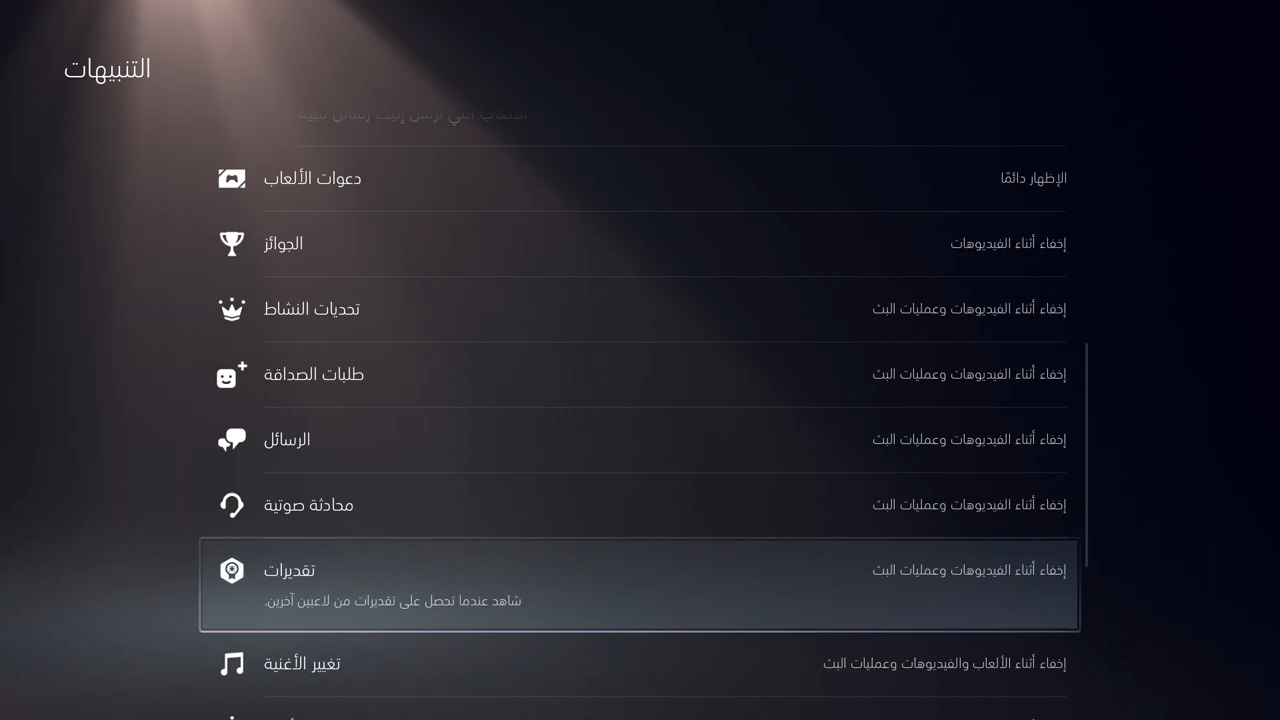 التنبيهات
دعوات الألعاب
الإظهار دائمًا
الجوائز
إخفاء أثناء الفيديوهات
تحديات النشاط
إخفاء أثناء الفيديوهات وعمليات البث
طلبات الصداقة
إخفاء أثناء الفيديوهات وعمليات البث
الرسائل
إخفاء أثناء الفيديوهات وعمليات البث
محادثة صوتية
إخفاء أثناء الفيديوهات وعمليات البث
تقديرات
إخفاء أثناء الفيديوهات وعمليات البث
شاهد عندما تحصل على تقديرات من لاعبين آخرين.
تغيير الأغنية
إخفاء أثناء الألعاب والفيديوهات وعمليات البث